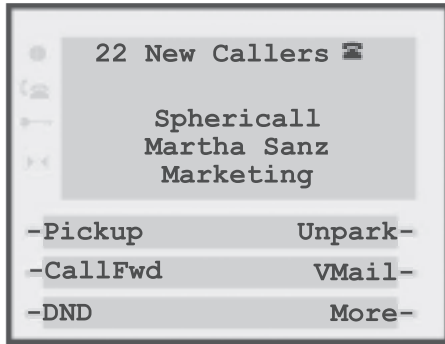 22 New Callers ☎
Sphericall
Martha Sanz
Marketing
-Pickup Unpark-
-CallFwd VMail-
-DND More-